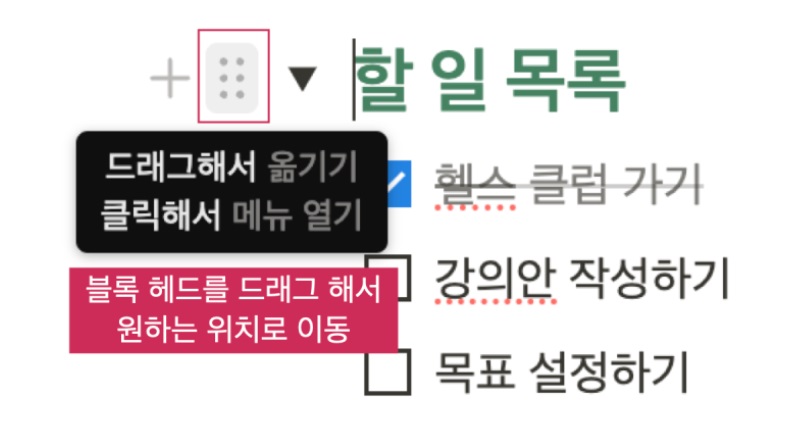 할 일 목록
드래그해서 옮기기
클릭해서 메뉴 열기
헬스 클럽 가기
블록 헤드를 드래그 해서
원하는 위치로 이동
강의안 작성하기
목표 설정하기